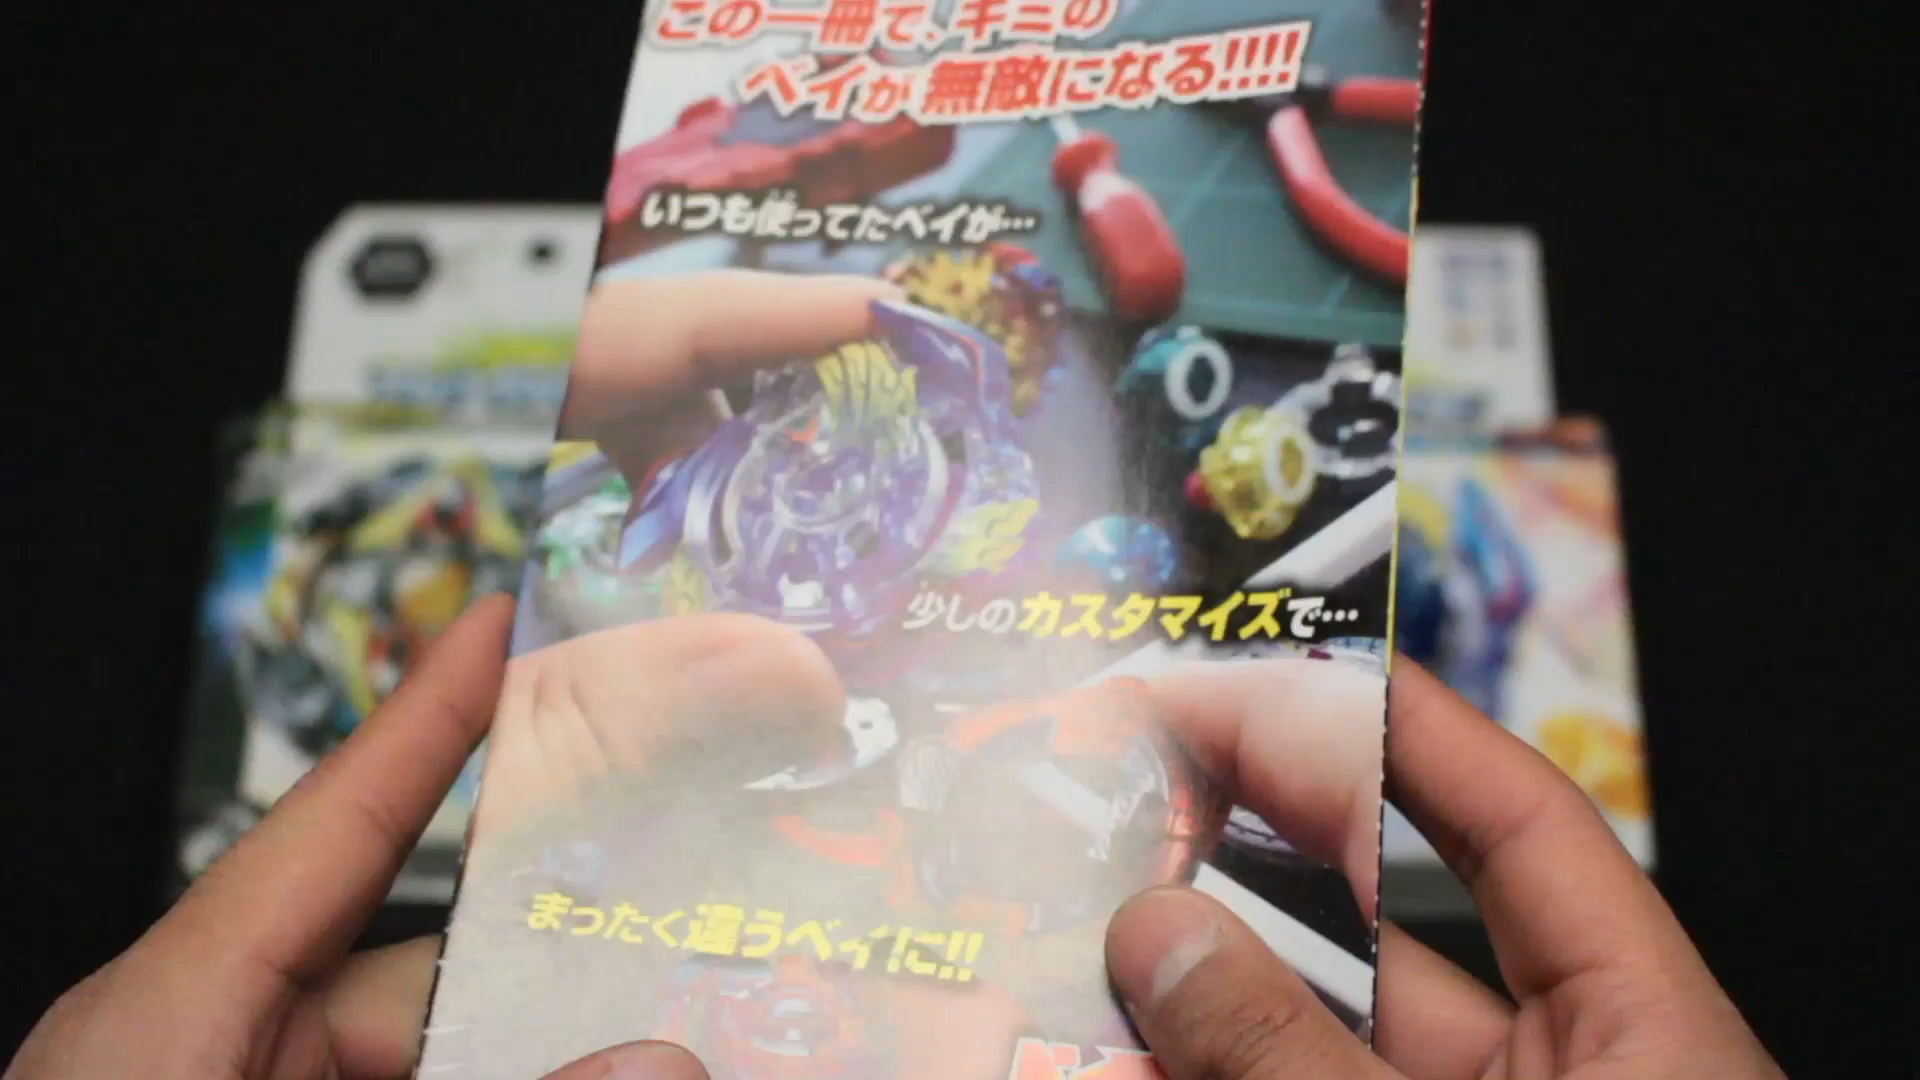 この一冊で、キミの
ベイが無敵になる!!!!
いつも使ってたベイが…
少しのカスタマイズで…
まったく違うベイに!!